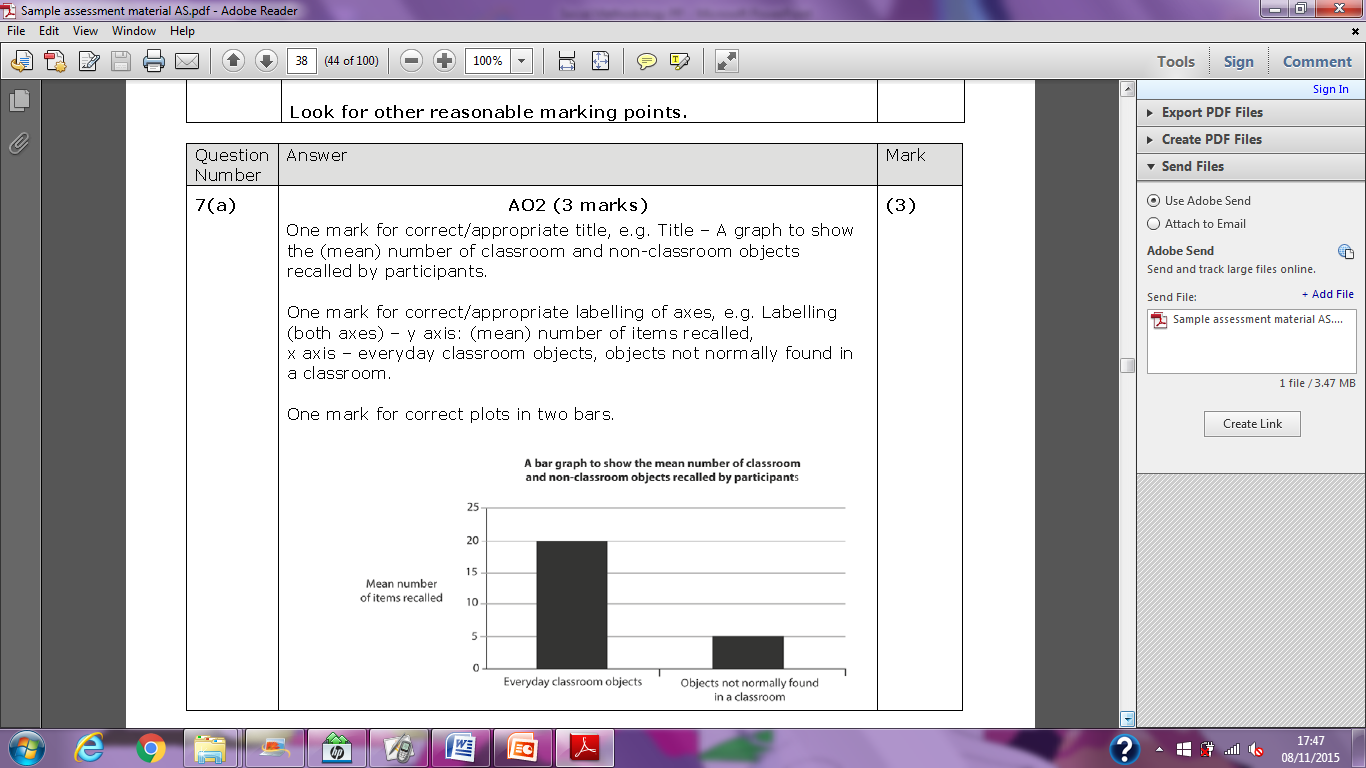 Sample assessment material AS.pdf - Adobe Reader
File Edit View Window Help
38 (44 of 100) 100% Tools Sign Comment
Sign In
Export PDF Files
Create PDF Files
Send Files
Use Adobe Send
Attach to Email
Adobe Send
Send and track large files online.
Send File: + Add File
Sample assessment material AS....
1 file / 3.47 MB
Create Link
Look for other reasonable marking points.
Question Number Answer Mark
7(a) AO2 (3 marks) (3)
One mark for correct/appropriate title, e.g. Title – A graph to show
the (mean) number of classroom and non-classroom objects
recalled by participants.
One mark for correct/appropriate labelling of axes, e.g. Labelling
(both axes) – y axis: (mean) number of items recalled,
x axis – everyday classroom objects, objects not normally found in
a classroom.
One mark for correct plots in two bars.
A bar graph to show the mean number of classroom
and non-classroom objects recalled by participants
25
20
15
10
5
0
Mean number
of items recalled
Everyday classroom objects
Objects not normally found
in a classroom
17:47
08/11/2015